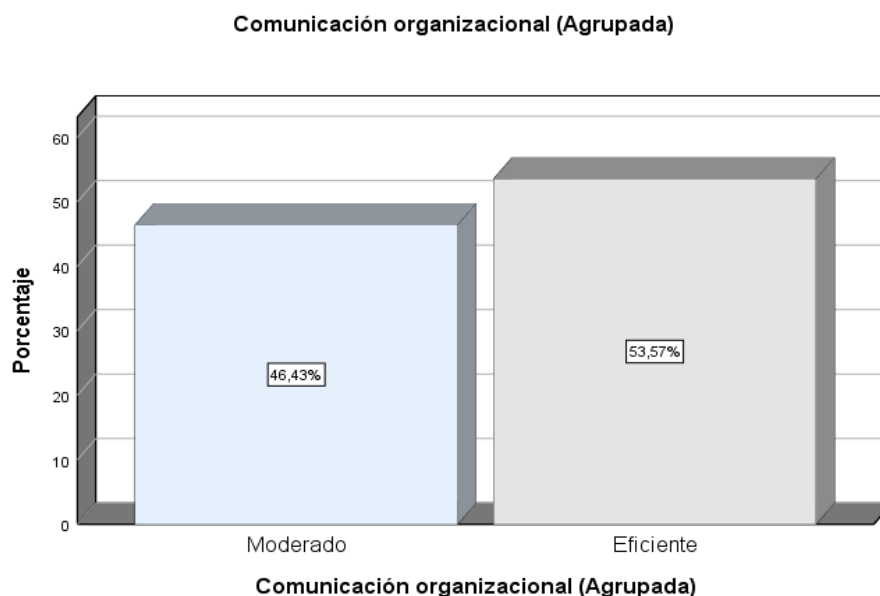 Comunicación organizacional (Agrupada)
60
50
40
30
20
10
0
Porcentaje
46,43%
53,57%
Moderado
Eficiente
Comunicación organizacional (Agrupada)